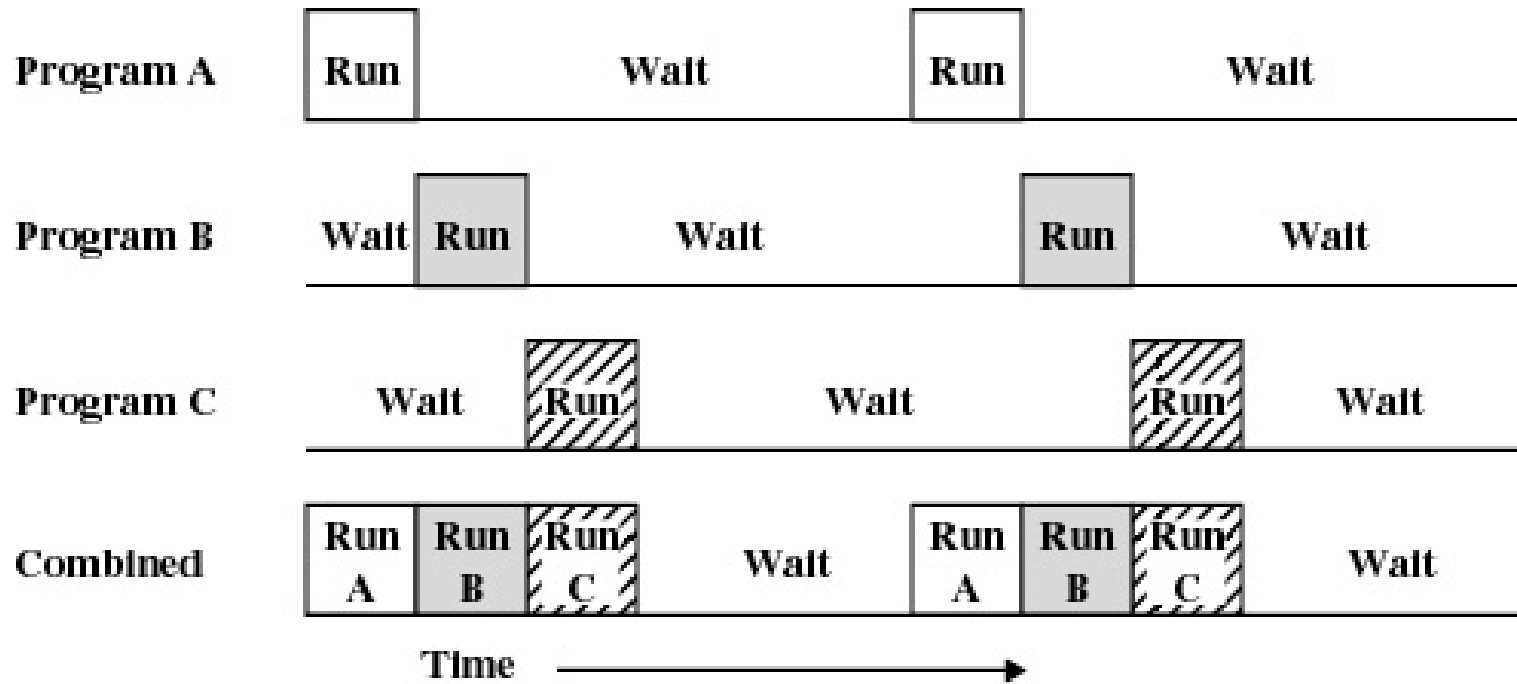 Program A Run Wait Run Wait
Program B Wait Run Wait Run Wait
Program C Wait Run Wait Run Wait
Combined Run A Run B Run C Wait Run A Run B Run C Wait
Time